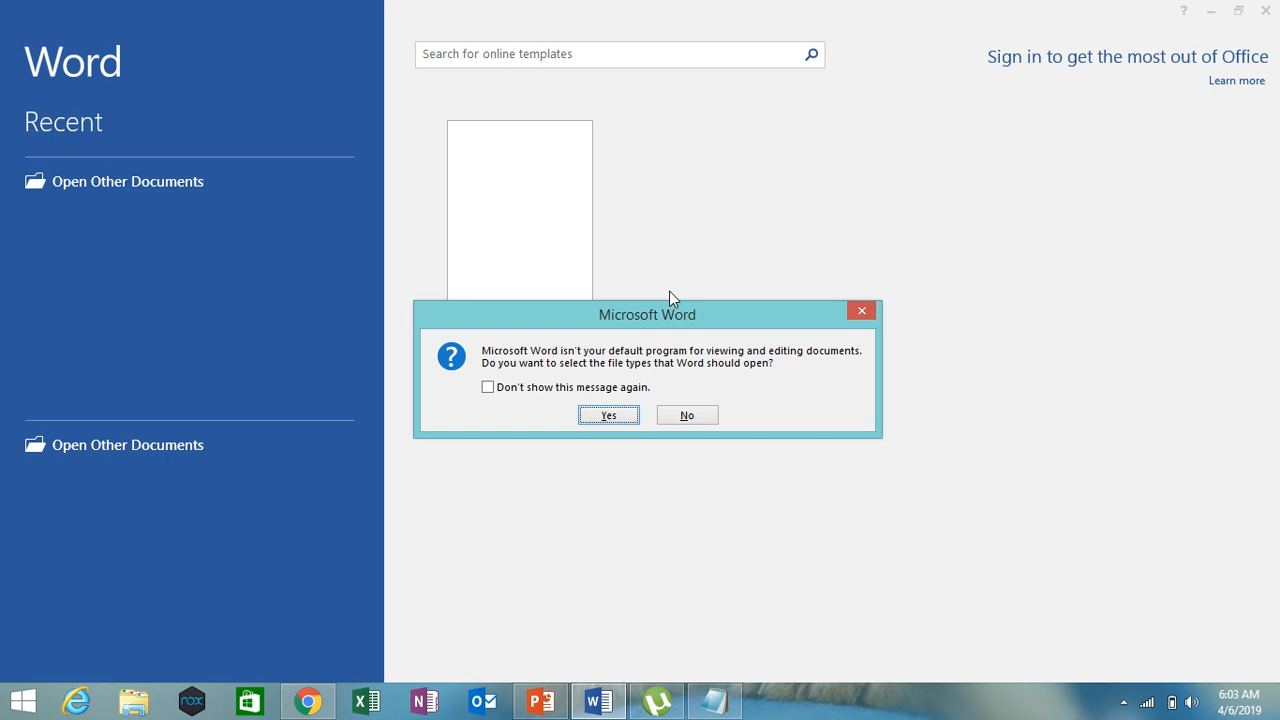 Word
Recent
Open Other Documents
Open Other Documents
?
Search for online templates
Sign in to get the most out of Office
Learn more
Microsoft Word
?
Microsoft Word isn't your default program for viewing and editing documents.
Do you want to select the file types that Word should open?
Don't show this message again.
Yes
No
nox
6:03 AM
4/6/2019